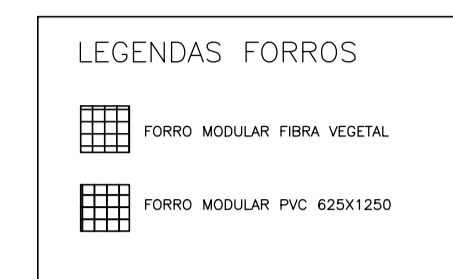 LEGENDAS FORROS
FORRO MODULAR FIBRA VEGETAL
FORRO MODULAR PVC 625X1250